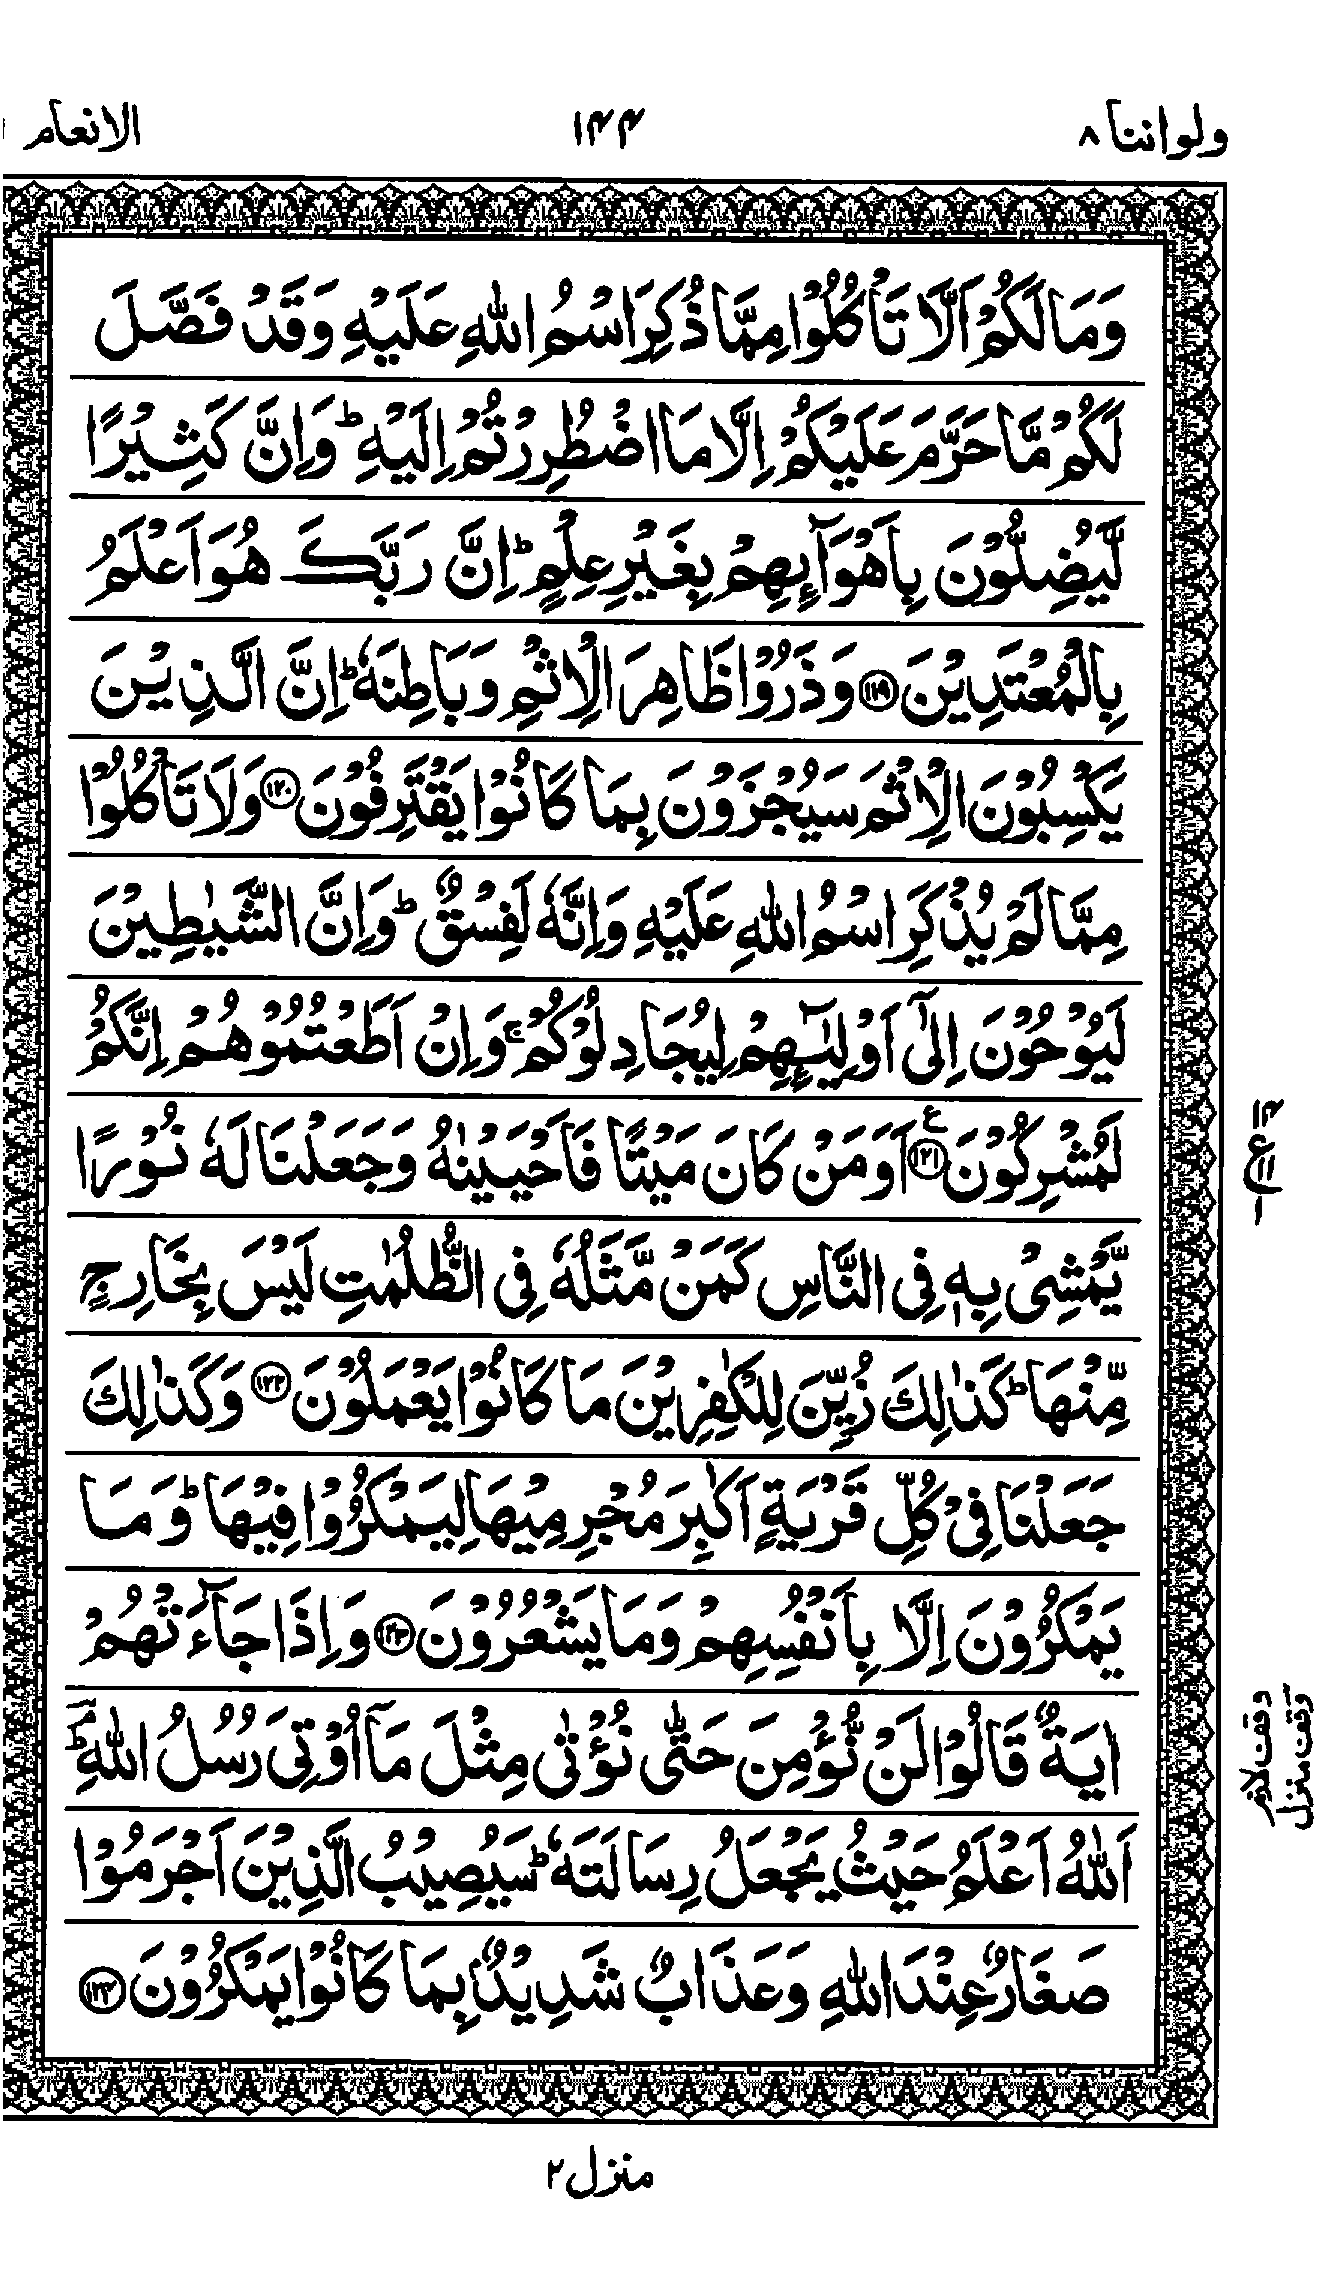 ولواننا ٨
١٤٤
الانعام
وَمَا لَكُمْ اَلَّا تَاْكُلُوْا مِمَّا ذُكِرَ اسْمُ اللّٰهِ عَلَيْهِ وَقَدْ فَصَّلَ
لَكُمْ مَّا حَرَّمَ عَلَيْكُمْ اِلَّا مَا اضْطُرِرْتُمْ اِلَيْهِ ؕ وَاِنَّ كَثِيْرًا
لَّيُضِلُّوْنَ بِاَهْوَآئِهِمْ بِغَيْرِ عِلْمٍ ؕ اِنَّ رَبَّكَ هُوَ اَعْلَمُ
بِالْمُعْتَدِيْنَ ﴿۱۱۹﴾ وَذَرُوْا ظَاهِرَ الْاِثْمِ وَبَاطِنَهٗ ؕ اِنَّ الَّذِيْنَ
يَكْسِبُوْنَ الْاِثْمَ سَيُجْزَوْنَ بِمَا كَانُوْا يَقْتَرِفُوْنَ ﴿۱۲۰﴾ وَلَا تَاْكُلُوْا
مِمَّا لَمْ يُذْكَرِ اسْمُ اللّٰهِ عَلَيْهِ وَاِنَّهٗ لَفِسْقٌ ؕ وَاِنَّ الشَّيٰطِيْنَ
لَيُوْحُوْنَ اِلٰٓى اَوْلِيٰٓـئِهِمْ لِيُجَادِلُوْكُمْ ۚ وَاِنْ اَطَعْتُمُوْهُمْ اِنَّكُمْ
لَمُشْرِكُوْنَ ﴿۱۲۱﴾ ع اَوَمَنْ كَانَ مَيْتًا فَاَحْيَيْنٰهُ وَجَعَلْنَا لَهٗ نُوْرًا
يَّمْشِىْ بِهٖ فِى النَّاسِ كَمَنْ مَّثَلُهٗ فِى الظُّلُمٰتِ لَيْسَ بِخَارِجٍ
مِّنْهَا ؕ كَذٰلِكَ زُيِّنَ لِلْكٰفِرِيْنَ مَا كَانُوْا يَعْمَلُوْنَ ﴿۱۲۲﴾ وَكَذٰلِكَ
جَعَلْنَا فِىْ كُلِّ قَرْيَةٍ اَكٰبِرَ مُجْرِمِيْهَا لِيَمْكُرُوْا فِيْهَا ؕ وَمَا
يَمْكُرُوْنَ اِلَّا بِاَنْفُسِهِمْ وَمَا يَشْعُرُوْنَ ﴿۱۲۳﴾ وَاِذَا جَآءَتْهُمْ
اٰيَةٌ قَالُوْا لَنْ نُّؤْمِنَ حَتّٰى نُؤْتٰى مِثْلَ مَآ اُوْتِىَ رُسُلُ اللّٰهِ ؕۘ
اَللّٰهُ اَعْلَمُ حَيْثُ يَجْعَلُ رِسَالَتَهٗ ؕ سَيُصِيْبُ الَّذِيْنَ اَجْرَمُوْا
صَغَارٌ عِنْدَ اللّٰهِ وَعَذَابٌ شَدِيْدٌۢ بِمَا كَانُوْا يَمْكُرُوْنَ ﴿۱۲۴﴾
ع
وقف لازم
وقف منزل
منزل ٢